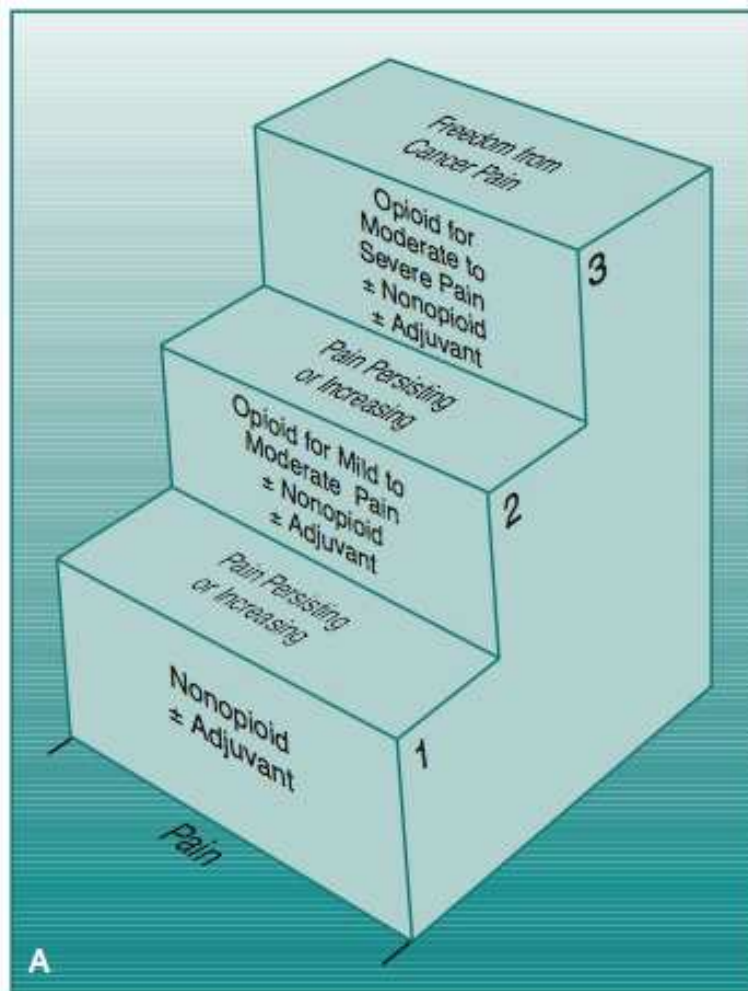 Freedom from
Cancer Pain
Opioid for
Moderate to
Severe Pain
± Nonopioid
± Adjuvant
3
Pain Persisting
or Increasing
Opioid for Mild to
Moderate Pain
± Nonopioid
± Adjuvant
2
Pain Persisting
or Increasing
Nonopioid
± Adjuvant
1
Pain
A